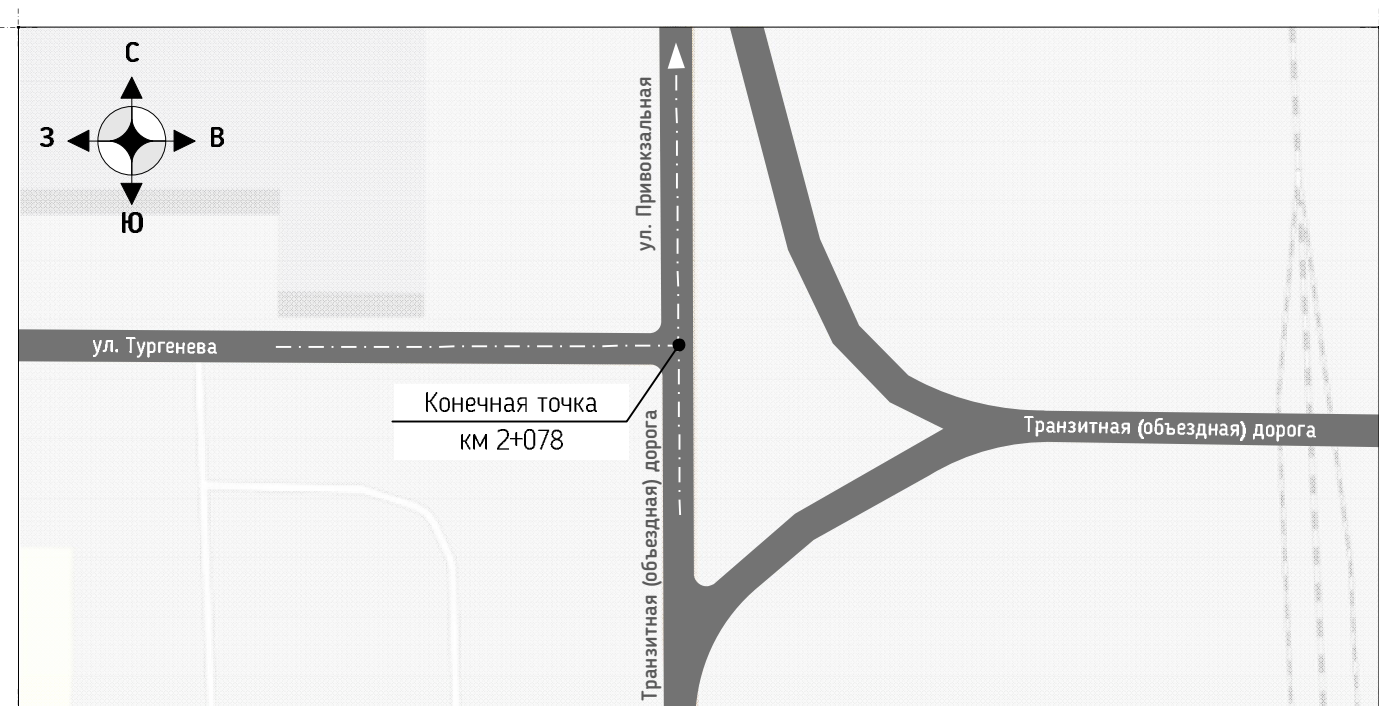 С
З
В
Ю
ул. Привокзальная
ул. Тургенева
Конечная точка
км 2+078
Транзитная (объездная) дорога
Транзитная (объездная) дорога